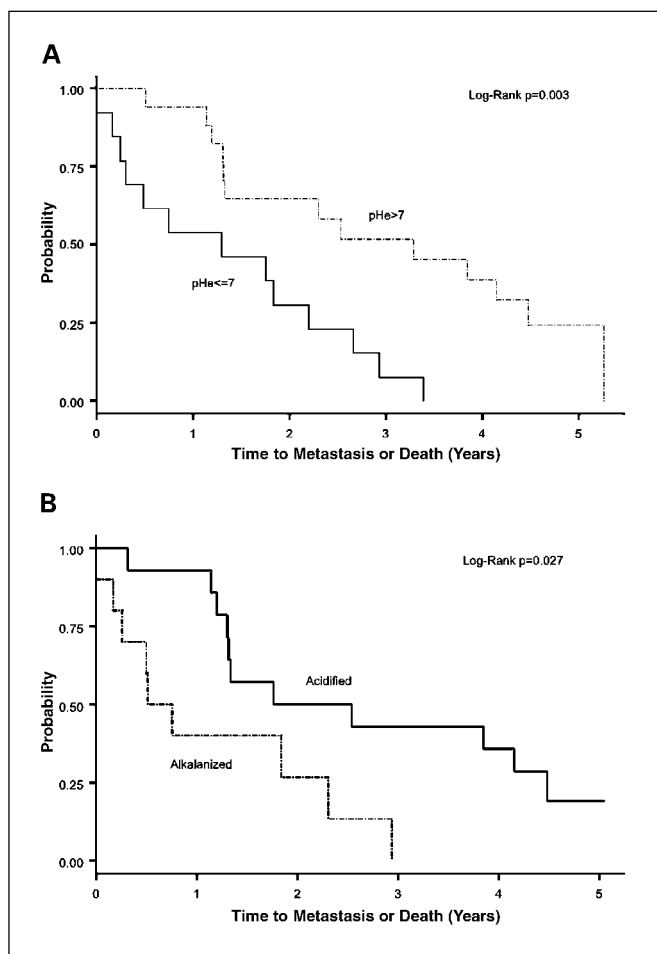 A
Log-Rank p=0.003
1.00
0.75
0.50
0.25
0.00
Probability
pHe>7
pHe<=7
0 1 2 3 4 5
Time to Metastasis or Death (Years)
B
Log-Rank p=0.027
1.00
0.75
0.50
0.25
0.00
Probability
Acidified
Alkalanized
0 1 2 3 4 5
Time to Metastasis or Death (Years)